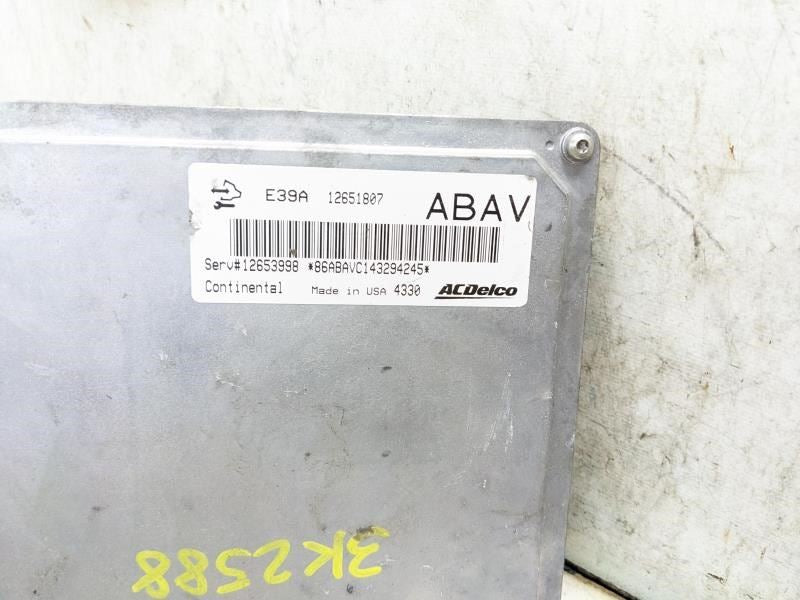 E39A 12651807 ABAV
Serv#12653998 *86ABAVC143294245*
Continental Made in USA 4330 ACDelco
3K2588